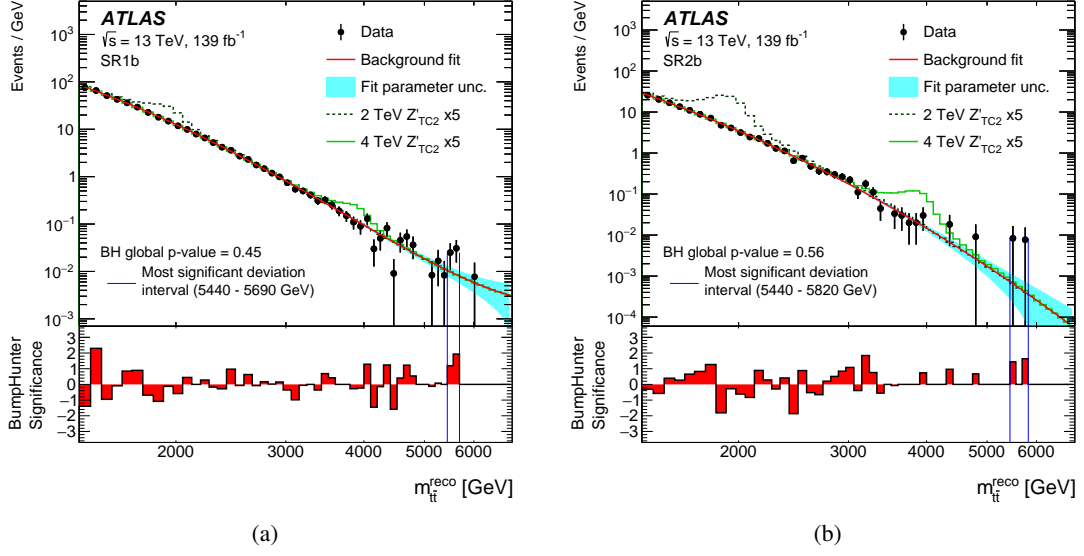 Events / GeV
ATLAS
√s = 13 TeV, 139 fb⁻¹
SR1b
Data
Background fit
Fit parameter unc.
2 TeV Z'TC2 x5
4 TeV Z'TC2 x5
10³
10²
10
1
10⁻¹
10⁻²
10⁻³
BH global p-value = 0.45
Most significant deviation
interval (5440 - 5690 GeV)
BumpHunter
Significance
3
2
1
0
−1
−2
−3
2000 3000 4000 5000 6000
m_{tt̄}^{reco} [GeV]
(a)
Events / GeV
ATLAS
√s = 13 TeV, 139 fb⁻¹
SR2b
Data
Background fit
Fit parameter unc.
2 TeV Z'TC2 x5
4 TeV Z'TC2 x5
10³
10²
10
1
10⁻¹
10⁻²
10⁻³
10⁻⁴
BH global p-value = 0.56
Most significant deviation
interval (5440 - 5820 GeV)
BumpHunter
Significance
3
2
1
0
−1
−2
−3
2000 3000 4000 5000 6000
m_{tt̄}^{reco} [GeV]
(b)